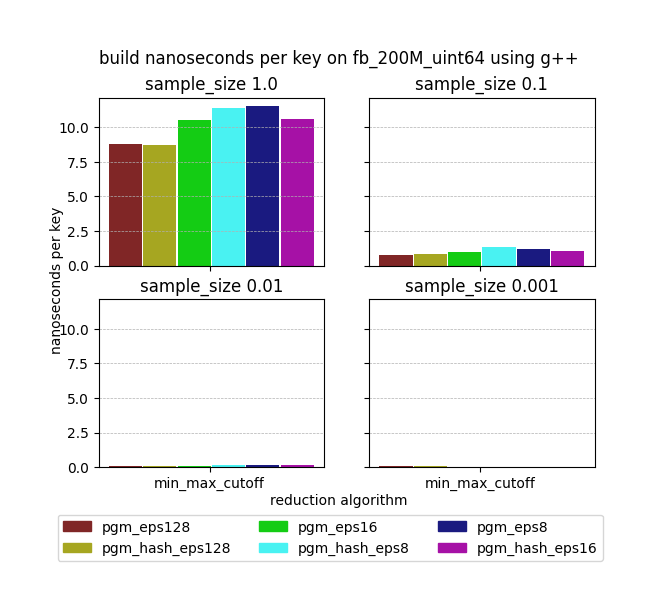 build nanoseconds per key on fb_200M_uint64 using g++
sample_size 1.0
sample_size 0.1
10.0
7.5
5.0
2.5
0.0
nanoseconds per key
sample_size 0.01
sample_size 0.001
10.0
7.5
5.0
2.5
0.0
min_max_cutoff
min_max_cutoff
reduction algorithm
pgm_eps128
pgm_eps16
pgm_eps8
pgm_hash_eps128
pgm_hash_eps8
pgm_hash_eps16